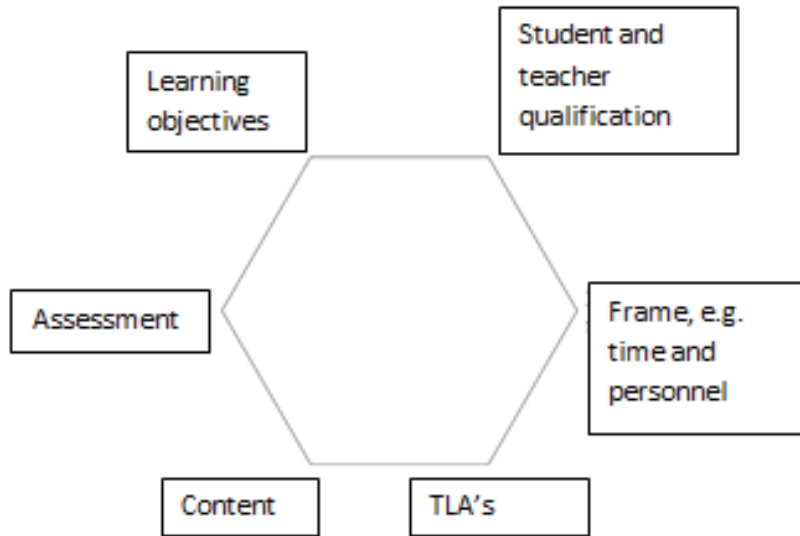 Student and
teacher
qualification
Learning
objectives
Frame, e.g.
time and
personnel
Assessment
Content
TLA’s